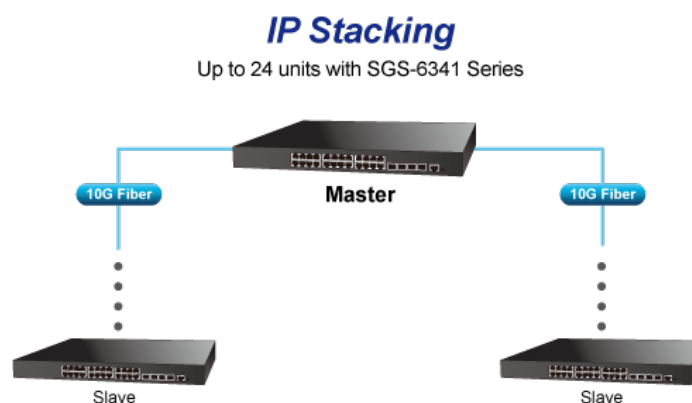 IP Stacking
Up to 24 units with SGS-6341 Series
10G Fiber
Master
10G Fiber
Slave
Slave